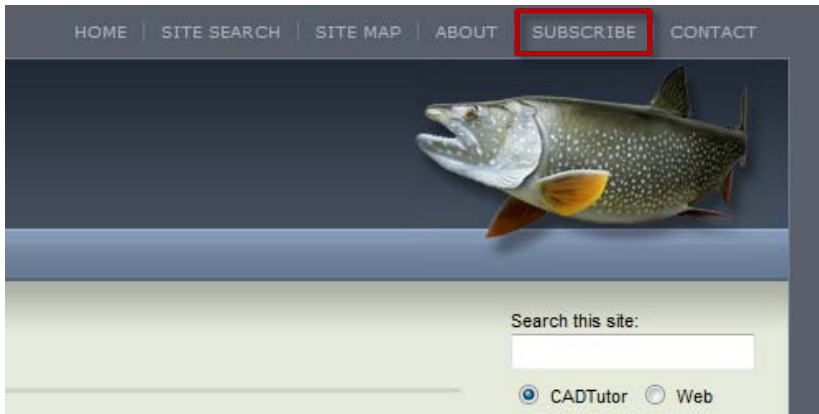 HOME | SITE SEARCH | SITE MAP | ABOUT SUBSCRIBE CONTACT
Search this site:
CADTutor Web